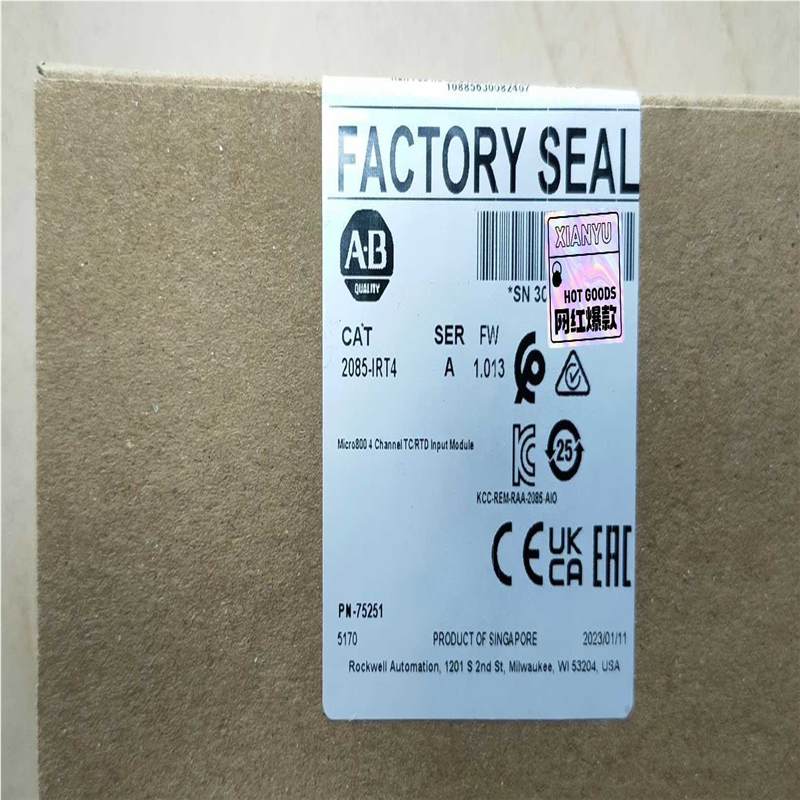 10885630082407
FACTORY SEAL
A·B
QUALITY
XIANYU
HOT GOODS
网红爆款
*SN 30
CAT SER FW
2085-IRT4 A 1.013
Micro800 4 Channel TC/RTD Input Module
25
KCC-REM-RAA-2085-AIO
CE UK CA EAC
PN-75251
5170 PRODUCT OF SINGAPORE 2023/01/11
Rockwell Automation, 1201 S 2nd St, Milwaukee, WI 53204, USA